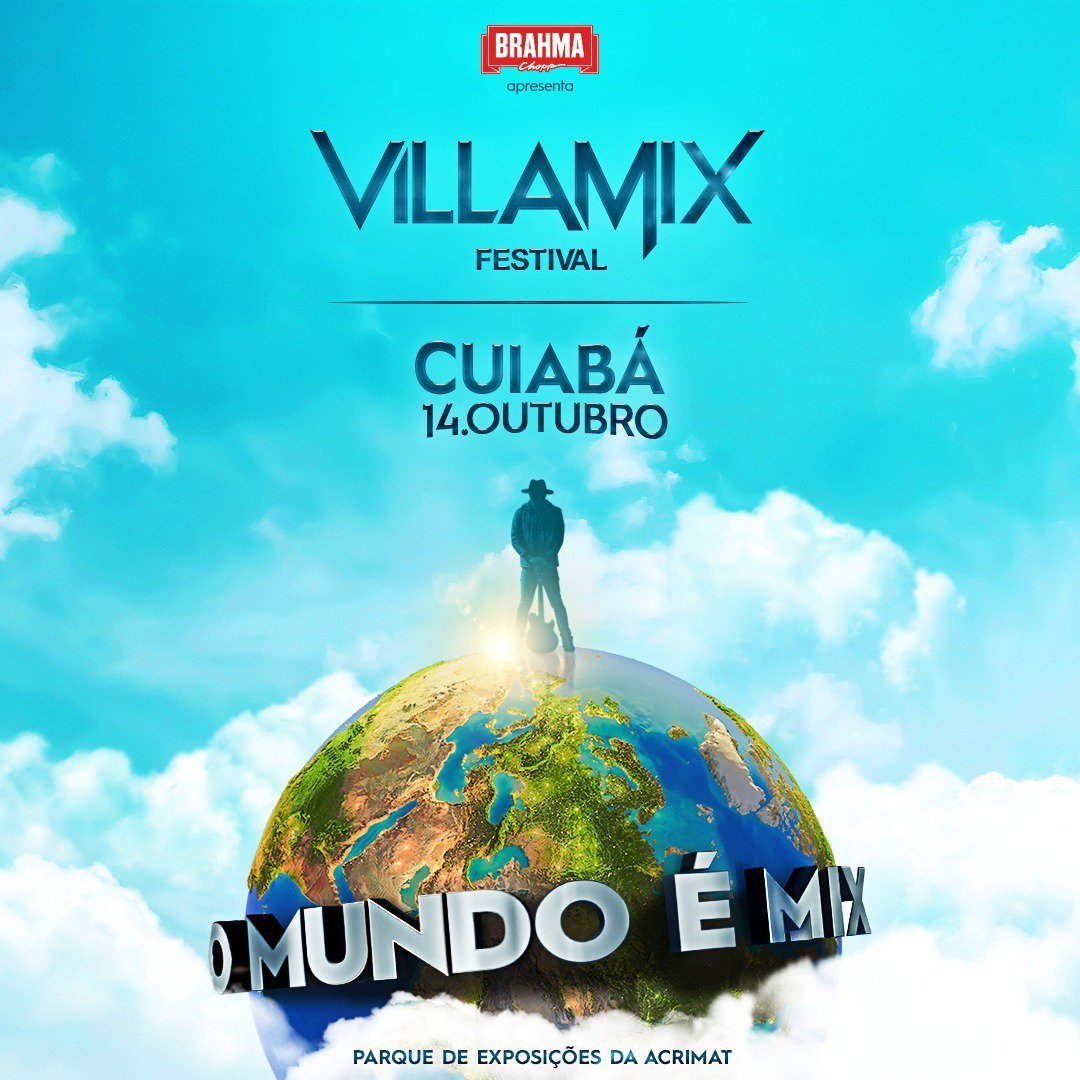 BRAHMA
Chopp
apresenta
VILLAMIX
FESTIVAL
CUIABÁ
14.OUTUBRO
O MUNDO É MIX
PARQUE DE EXPOSIÇÕES DA ACRIMAT